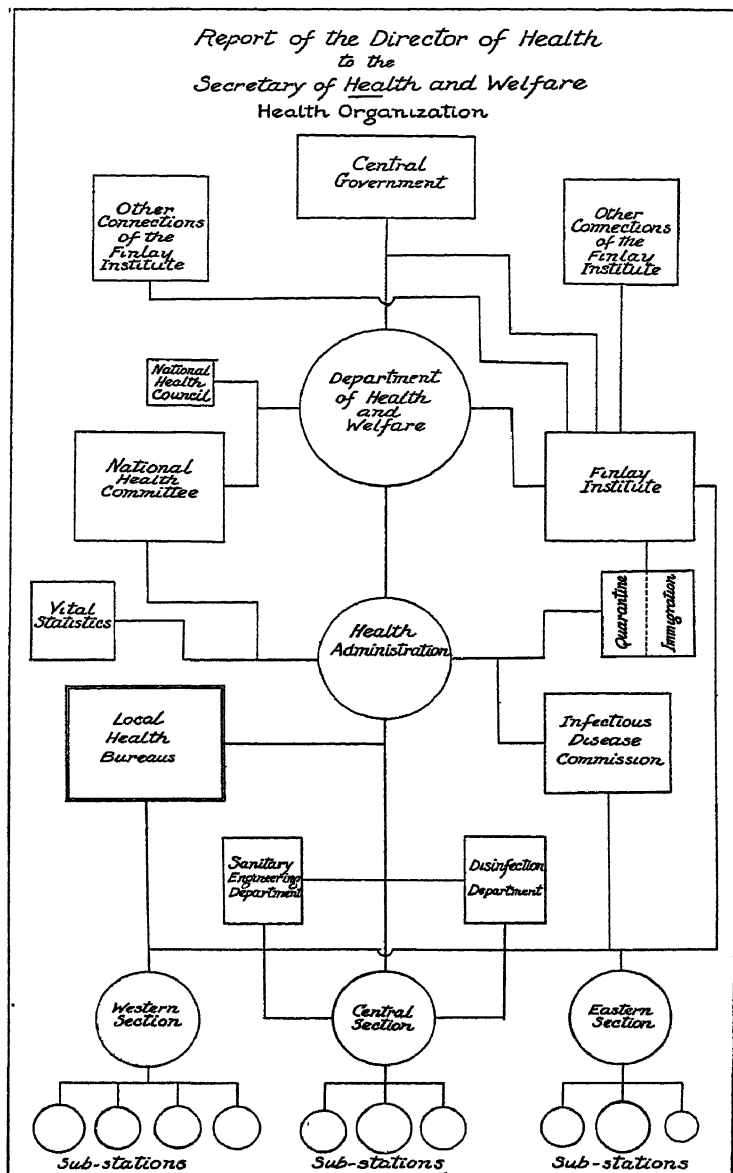 Report of the Director of Health
to the
Secretary of Health and Welfare
Health Organization
Central
Government
Other
Connections
of the
Finlay
Institute
Other
Connections
of the
Finlay
Institute
National
Health
Council
Department
of Health
and
Welfare
National
Health
Committee
Finlay
Institute
Vital
Statistics
Health
Administration
Quarantine
Immigration
Local
Health
Bureaus
Infectious
Disease
Commission
Sanitary
Engineering
Department
Disinfection
Department
Western
Section
Central
Section
Eastern
Section
Sub-stations
Sub-stations
Sub-stations